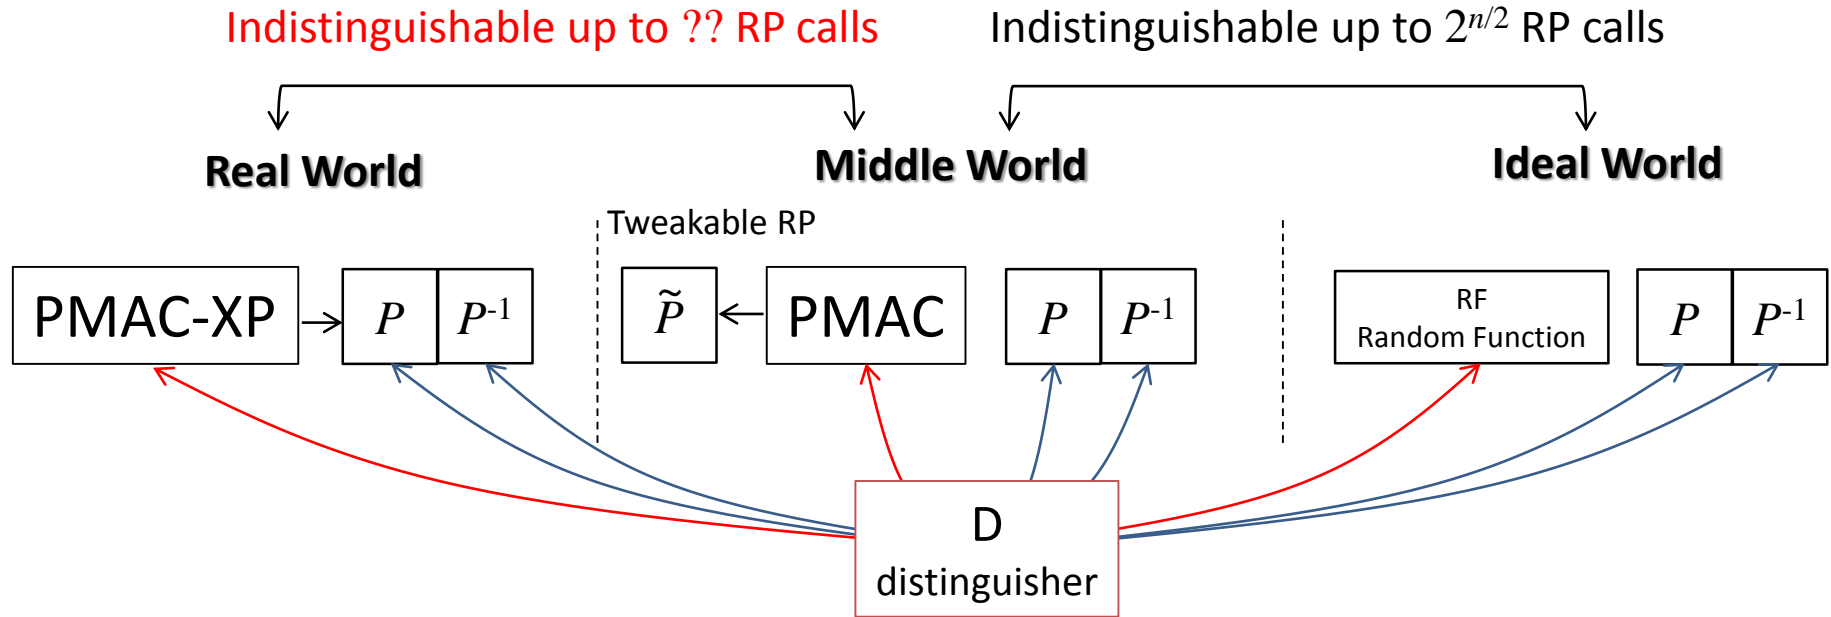 Indistinguishable up to ?? RP calls
Indistinguishable up to 2^{n/2} RP calls
Real World
Middle World
Ideal World
Tweakable RP
PMAC-XP
P
P^{-1}
P̃
PMAC
P
P^{-1}
RF
Random Function
P
P^{-1}
D
distinguisher